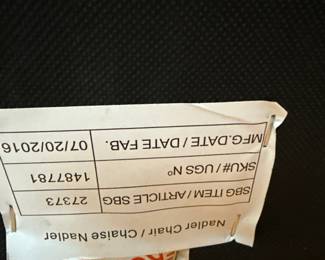 Nadler Chair / Chaise Nadler
SBG ITEM / ARTICLE SBG 27373
SKU# / UGS Nº 1487781
MFG.DATE / DATE FAB. 07/20/2016